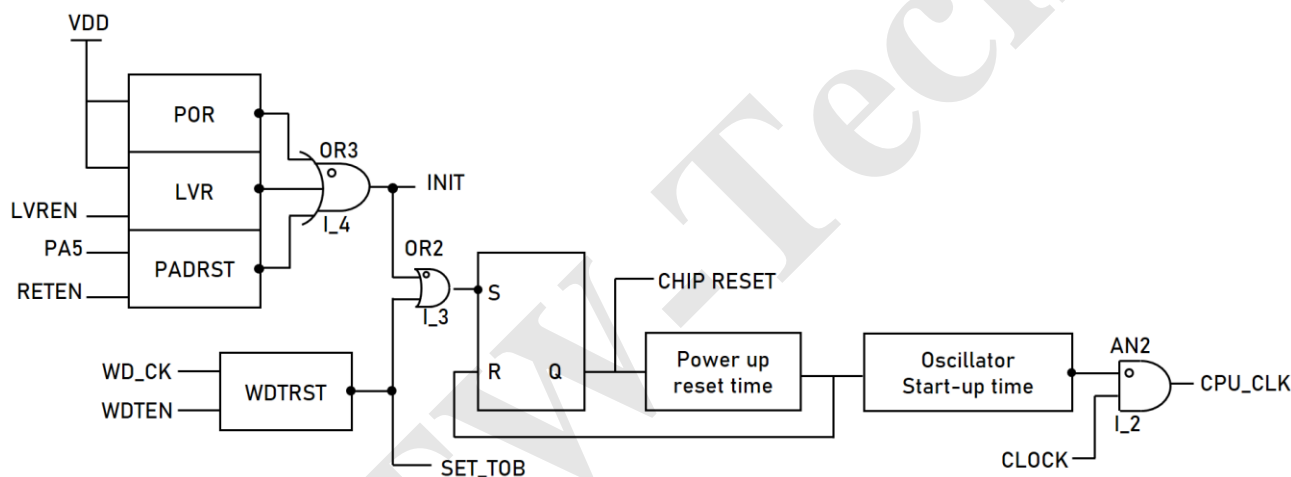 VDD
POR
LVR
PADRST
LVREN
PA5
RETEN
OR3
I_4
INIT
OR2
I_3
S
R
Q
CHIP RESET
Power up
reset time
Oscillator
Start-up time
AN2
I_2
CPU_CLK
CLOCK
WD_CK
WDTEN
WDTRST
SET_TOB